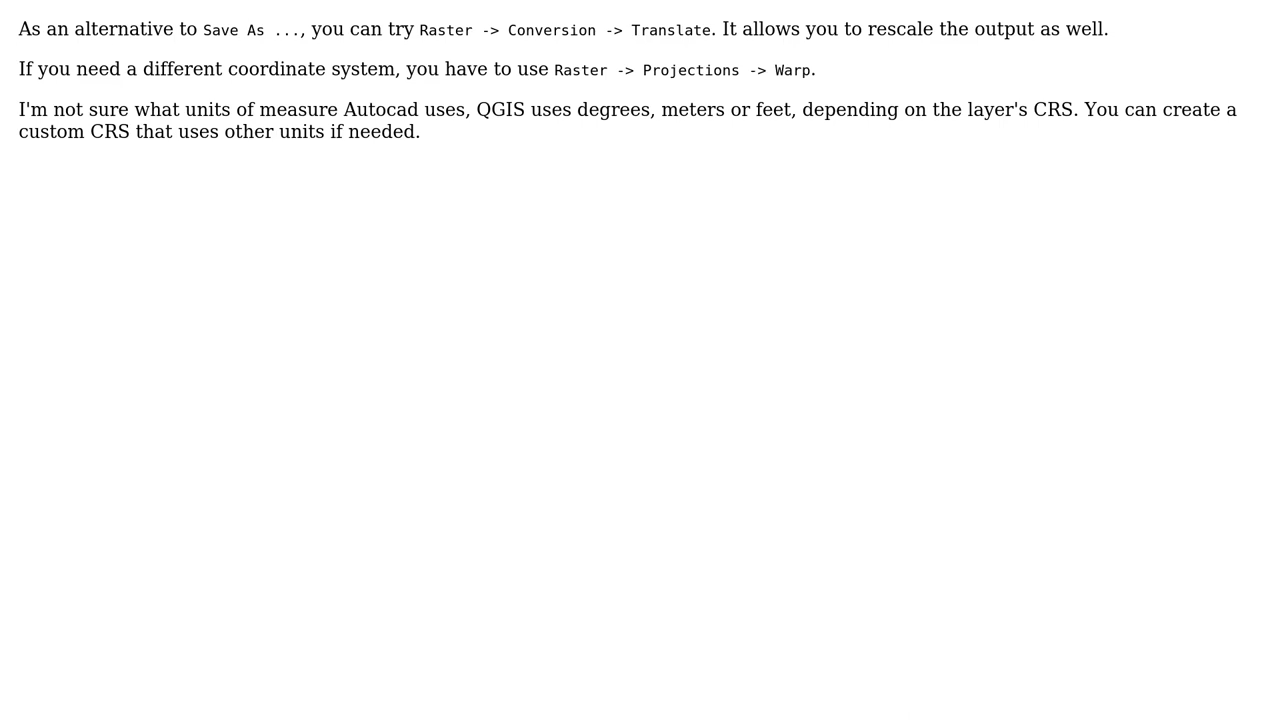 As an alternative to Save As ..., you can try Raster -> Conversion -> Translate. It allows you to rescale the output as well.
If you need a different coordinate system, you have to use Raster -> Projections -> Warp.
I'm not sure what units of measure Autocad uses, QGIS uses degrees, meters or feet, depending on the layer's CRS. You can create a
custom CRS that uses other units if needed.